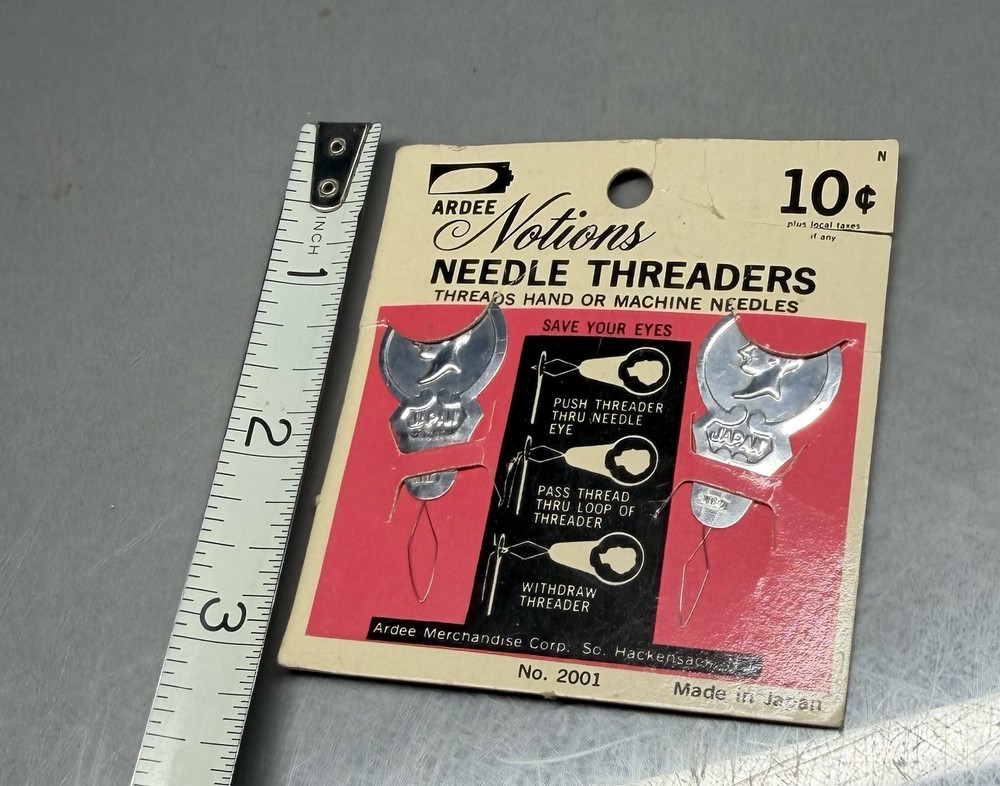 INCH
1
2
3
N
10¢
plus local taxes
if any
ARDEE
Notions
NEEDLE THREADERS
THREADS HAND OR MACHINE NEEDLES
SAVE YOUR EYES
JAPAN
JAPAN
PUSH THREADER
THRU NEEDLE
EYE
PASS THREAD
THRU LOOP OF
THREADER
WITHDRAW
THREADER
Ardee Merchandise Corp. So. Hackensack, N.J.
No. 2001
Made in Japan